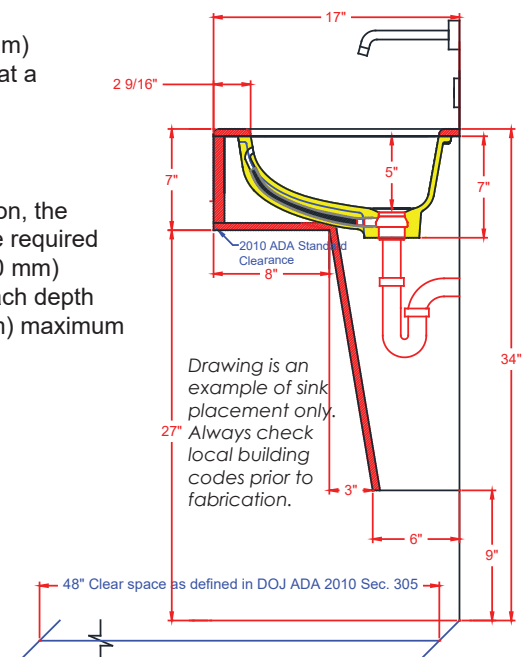 17"
m)
at a
2 9/16"
7"
5"
7"
on, the
e required
0 mm)
ach depth
n) maximum
2010 ADA Standard
Clearance
8"
34"
Drawing is an
example of sink
placement only.
Always check
local building
codes prior to
fabrication.
27"
3"
6"
9"
48" Clear space as defined in DOJ ADA 2010 Sec. 305